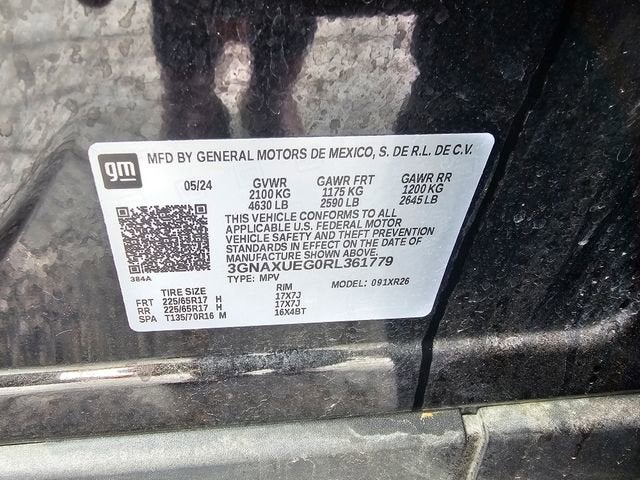 gm
MFD BY GENERAL MOTORS DE MEXICO, S. DE R.L. DE C.V.
05/24 GVWR GAWR FRT GAWR RR
2100 KG 1175 KG 1200 KG
4630 LB 2590 LB 2645 LB
THIS VEHICLE CONFORMS TO ALL
APPLICABLE U.S. FEDERAL MOTOR
VEHICLE SAFETY AND THEFT PREVENTION
STANDARDS IN EFFECT ON THE DATE OF
MANUFACTURE SHOWN ABOVE.
3GNAXUEG0RL361779
TYPE: MPV MODEL: 091XR26
384A
TIRE SIZE RIM
FRT 225/65R17 H 17X7J
RR 225/65R17 H 17X7J
SPA T135/70R16 M 16X4BT